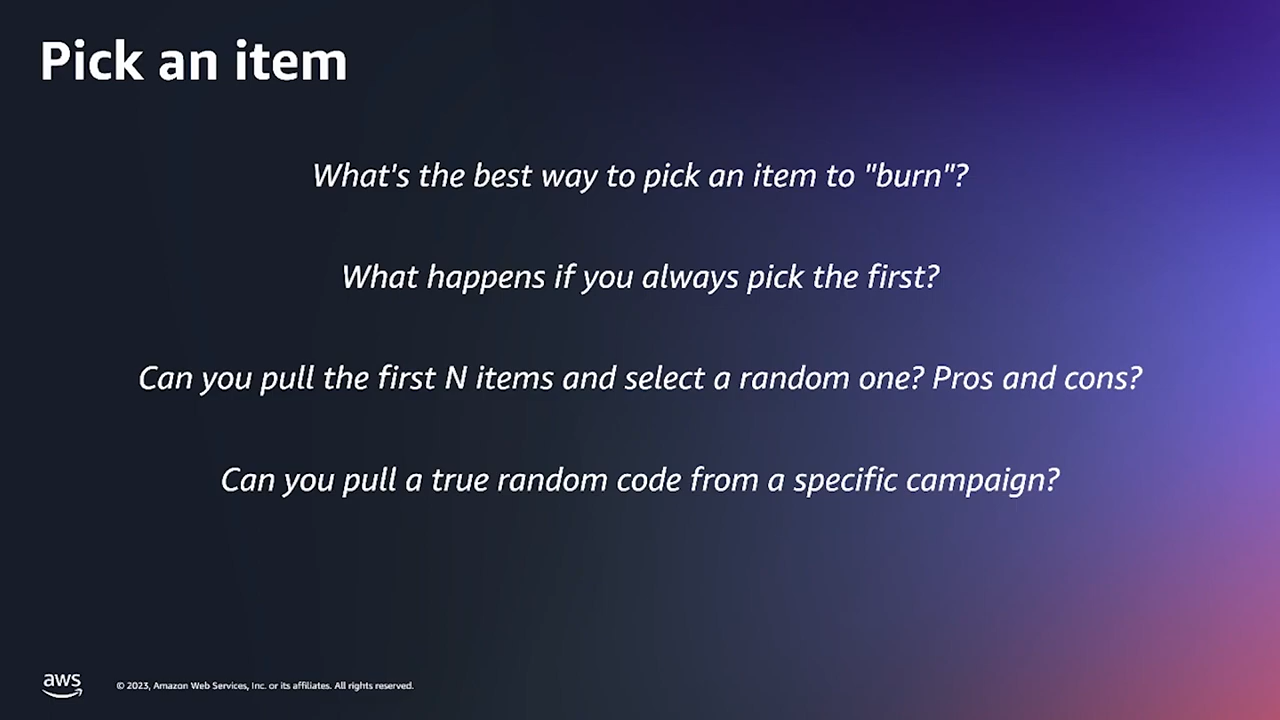 Pick an item
What's the best way to pick an item to "burn"?
What happens if you always pick the first?
Can you pull the first N items and select a random one? Pros and cons?
Can you pull a true random code from a specific campaign?
aws
© 2023, Amazon Web Services, Inc. or its affiliates. All rights reserved.